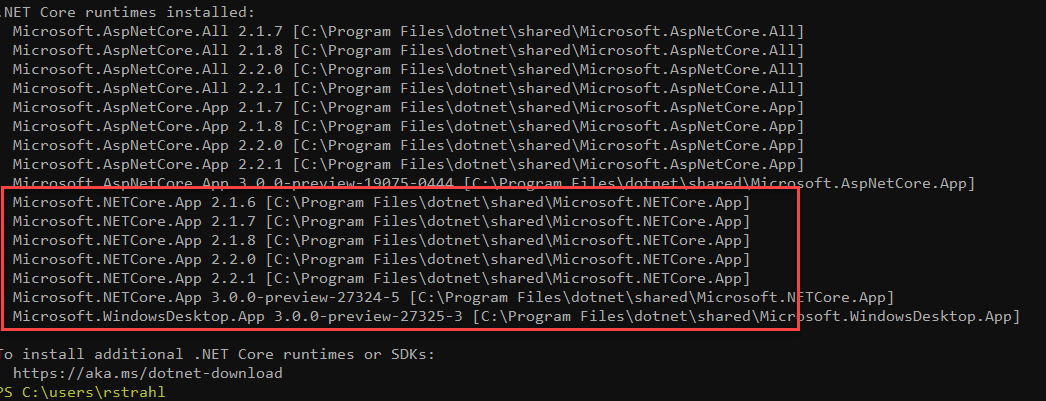 .NET Core runtimes installed:
Microsoft.AspNetCore.All 2.1.7 [C:\Program Files\dotnet\shared\Microsoft.AspNetCore.All]
Microsoft.AspNetCore.All 2.1.8 [C:\Program Files\dotnet\shared\Microsoft.AspNetCore.All]
Microsoft.AspNetCore.All 2.2.0 [C:\Program Files\dotnet\shared\Microsoft.AspNetCore.All]
Microsoft.AspNetCore.All 2.2.1 [C:\Program Files\dotnet\shared\Microsoft.AspNetCore.All]
Microsoft.AspNetCore.App 2.1.7 [C:\Program Files\dotnet\shared\Microsoft.AspNetCore.App]
Microsoft.AspNetCore.App 2.1.8 [C:\Program Files\dotnet\shared\Microsoft.AspNetCore.App]
Microsoft.AspNetCore.App 2.2.0 [C:\Program Files\dotnet\shared\Microsoft.AspNetCore.App]
Microsoft.AspNetCore.App 2.2.1 [C:\Program Files\dotnet\shared\Microsoft.AspNetCore.App]
Microsoft.AspNetCore.App 3.0.0-preview-19075-0444 [C:\Program Files\dotnet\shared\Microsoft.AspNetCore.App]
Microsoft.NETCore.App 2.1.6 [C:\Program Files\dotnet\shared\Microsoft.NETCore.App]
Microsoft.NETCore.App 2.1.7 [C:\Program Files\dotnet\shared\Microsoft.NETCore.App]
Microsoft.NETCore.App 2.1.8 [C:\Program Files\dotnet\shared\Microsoft.NETCore.App]
Microsoft.NETCore.App 2.2.0 [C:\Program Files\dotnet\shared\Microsoft.NETCore.App]
Microsoft.NETCore.App 2.2.1 [C:\Program Files\dotnet\shared\Microsoft.NETCore.App]
Microsoft.NETCore.App 3.0.0-preview-27324-5 [C:\Program Files\dotnet\shared\Microsoft.NETCore.App]
Microsoft.WindowsDesktop.App 3.0.0-preview-27325-3 [C:\Program Files\dotnet\shared\Microsoft.WindowsDesktop.App]
To install additional .NET Core runtimes or SDKs:
https://aka.ms/dotnet-download
PS C:\users\rstrahl